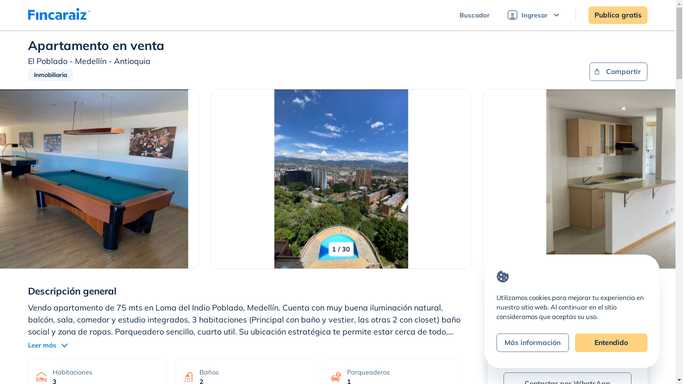 Fincaraiz
Buscador
Ingresar
Publica gratis
Apartamento en venta
El Poblado - Medellín - Antioquia
Inmobiliaria
Compartir
1 / 30
Descripción general
Vendo apartamento de 75 mts en Loma del Indio Poblado, Medellín. Cuenta con muy buena iluminación natural,
balcón, sala, comedor y estudio integrados, 3 habitaciones (Principal con baño y vestier, las otras 2 con closet) baño
social y zona de ropas. Parqueadero sencillo, cuarto util. Su ubicación estratégica te permite estar cerca de todo,...
Leer más
Habitaciones
3
Baños
2
Parqueaderos
1
Utilizamos cookies para mejorar tu experiencia en
nuestro sitio web. Al continuar en el sitio
consideramos que aceptas su uso.
Más información
Entendido
Contactar por WhatsApp